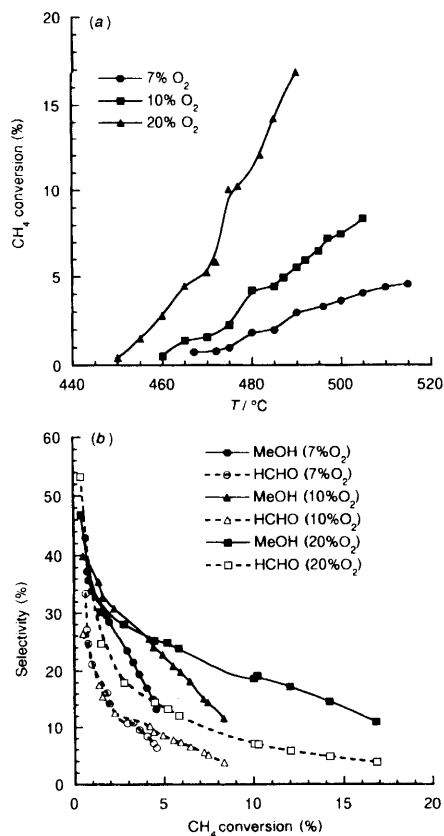 (a)
7% O₂
10% O₂
20% O₂
CH₄ conversion (%)
20
15
10
5
0
440 460 480 500 520
T / °C
(b)
MeOH (7%O₂)
HCHO (7%O₂)
MeOH (10%O₂)
HCHO (10%O₂)
MeOH (20%O₂)
HCHO (20%O₂)
Selectivity (%)
60
50
40
30
20
10
0
0 5 10 15 20
CH₄ conversion (%)